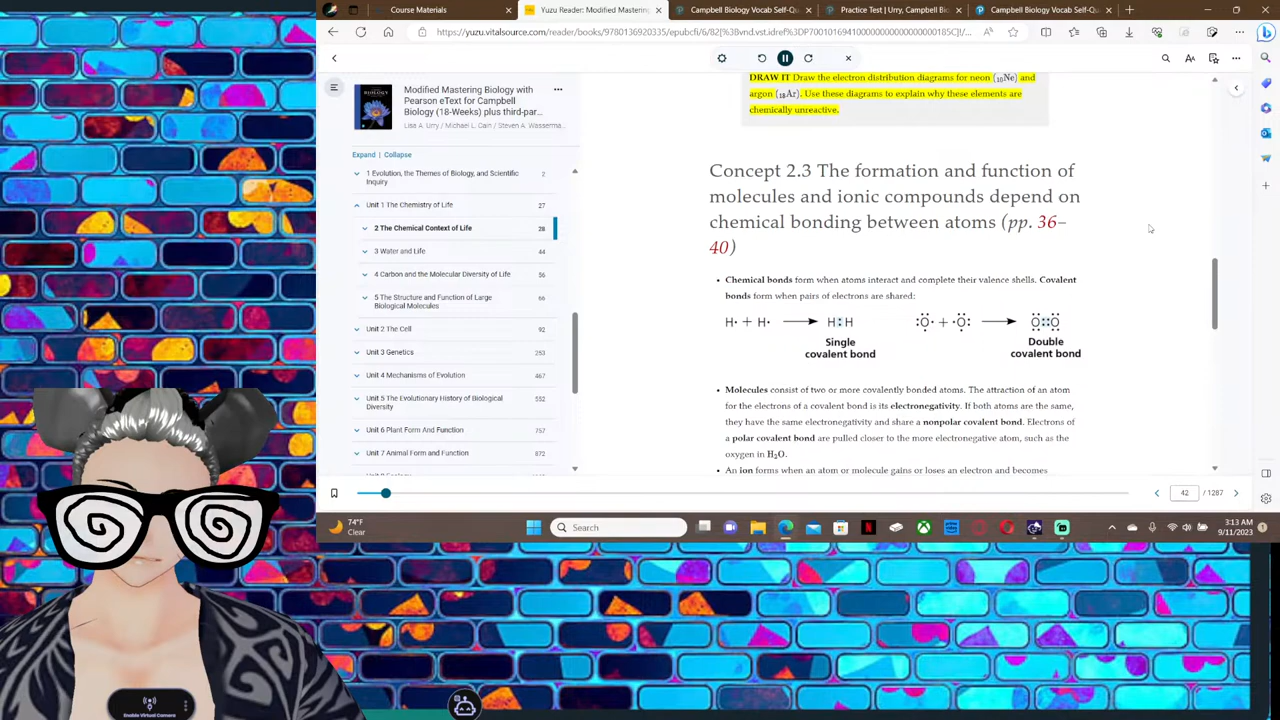 Course Materials
Yuzu Reader: Modified Mastering
Campbell Biology Vocab Self-Qu
Practice Test | Urry, Campbell Bi
Campbell Biology Vocab Self-Qu
https://yuzu.vitalsource.com/reader/books/9780136920335/epubcfi/6/82[%3Bvnd.vst.idref%3DP70010169410000000000000000000185C]!/...
Modified Mastering Biology with
Pearson eText for Campbell
Biology (18-Weeks) plus third-par...
Lisa A. Urry / Michael L. Cain / Steven A. Wasserma...
Expand | Collapse
1 Evolution, the Themes of Biology, and Scientific
Inquiry
2
Unit 1 The Chemistry of Life 27
2 The Chemical Context of Life 28
3 Water and Life 44
4 Carbon and the Molecular Diversity of Life 56
5 The Structure and Function of Large
Biological Molecules
66
Unit 2 The Cell 92
Unit 3 Genetics 253
Unit 4 Mechanisms of Evolution 467
Unit 5 The Evolutionary History of Biological
Diversity
552
Unit 6 Plant Form And Function 757
Unit 7 Animal Form and Function 872
DRAW IT Draw the electron distribution diagrams for neon (₁₀Ne) and
argon (₁₈Ar). Use these diagrams to explain why these elements are
chemically unreactive.
Concept 2.3 The formation and function of
molecules and ionic compounds depend on
chemical bonding between atoms (pp. 36–
40)
• Chemical bonds form when atoms interact and complete their valence shells. Covalent
bonds form when pairs of electrons are shared:
H· + H· → H:H
:Ö· + ·Ö: → Ö::Ö
Single
covalent bond
Double
covalent bond
• Molecules consist of two or more covalently bonded atoms. The attraction of an atom
for the electrons of a covalent bond is its electronegativity. If both atoms are the same,
they have the same electronegativity and share a nonpolar covalent bond. Electrons of
a polar covalent bond are pulled closer to the more electronegative atom, such as the
oxygen in H₂O.
• An ion forms when an atom or molecule gains or loses an electron and becomes
42 / 1287
74°F
Clear
Search
3:13 AM
9/11/2023
Enable Virtual Camera